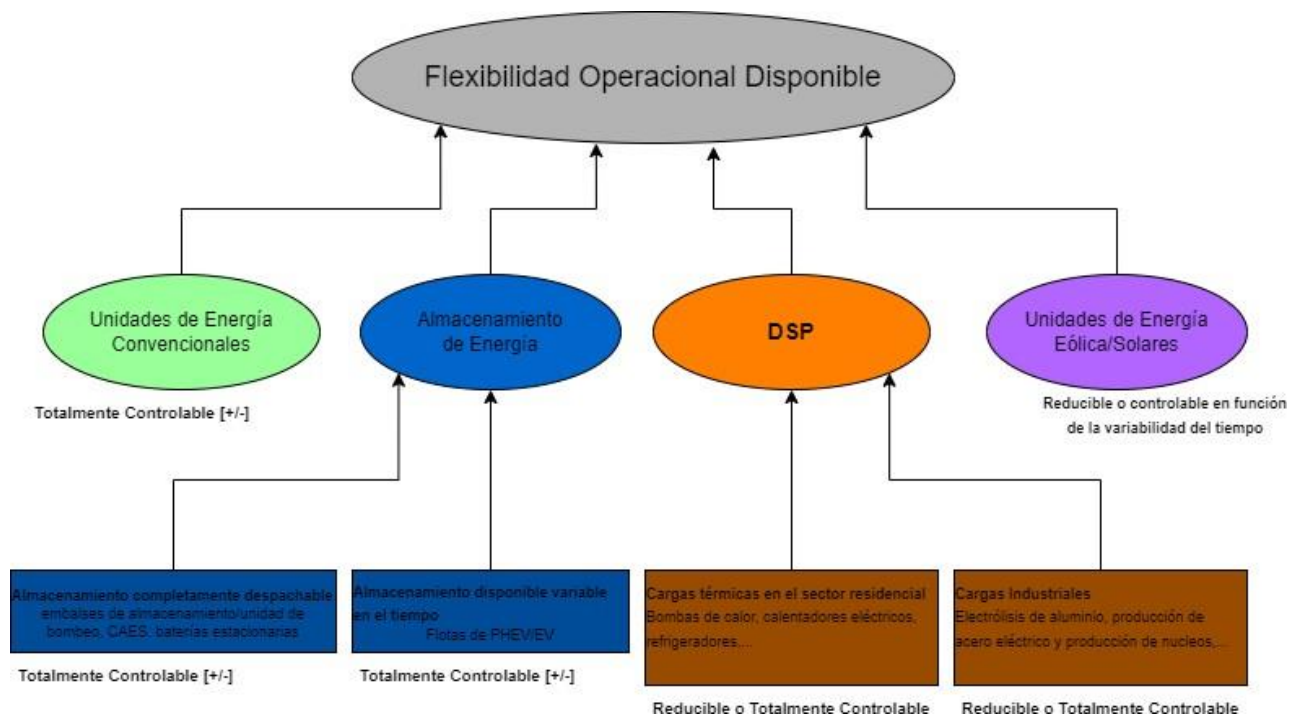 Flexibilidad Operacional Disponible
Unidades de Energía
Convencionales
Almacenamiento
de Energía
DSP
Unidades de Energía
Eólica/Solares
Totalmente Controlable [+/-]
Reducible o controlable en función
de la variabilidad del tiempo
Almacenamiento completamente despachable
embalses de almacenamiento/unidad de
bombeo, CAES, baterías estacionarias
Almacenamiento disponible variable
en el tiempo
Flotas de PHEV/EV
Cargas térmicas en el sector residencial
Bombas de calor, calentadores eléctricos,
refrigeradores,...
Cargas Industriales
Electrólisis de aluminio, producción de
acero eléctrico y producción de nucleos,...
Totalmente Controlable [+/-]
Totalmente Controlable [+/-]
Reducible o Totalmente Controlable
Reducible o Totalmente Controlable